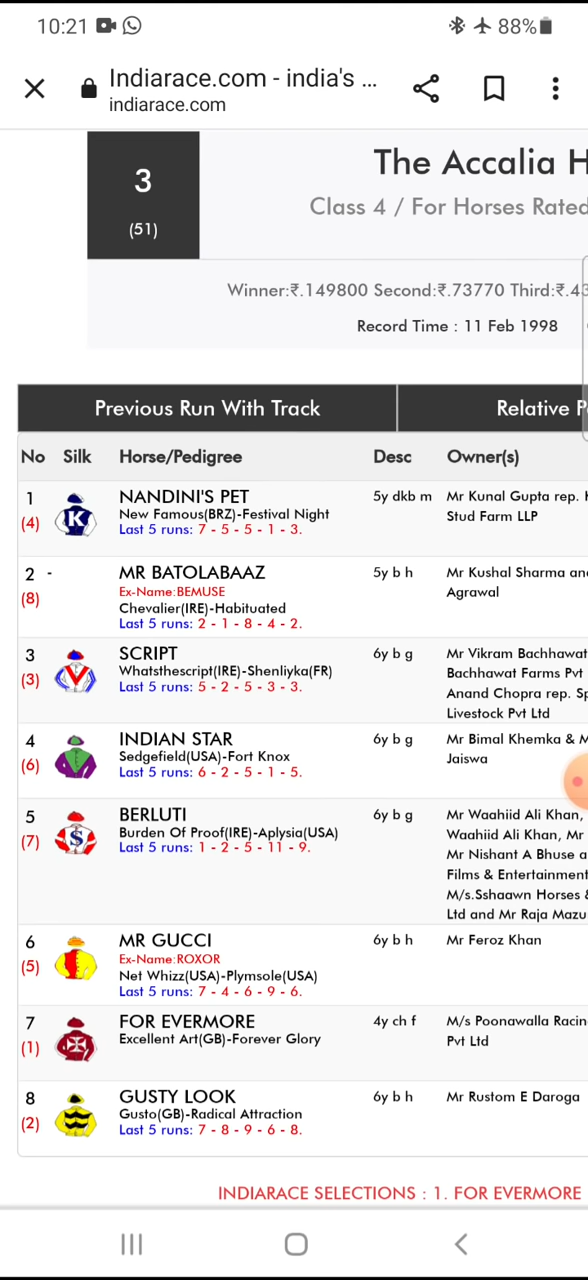 10:21 88%
Indiarace.com - india's ...
indiarace.com
3
(51)
The Accalia H
Class 4 / For Horses Rated
Winner:₹.149800 Second:₹.73770 Third:₹.43
Record Time : 11 Feb 1998
Previous Run With Track Relative P
No Silk Horse/Pedigree Desc Owner(s)
1 NANDINI'S PET 5y dkb m Mr Kunal Gupta rep.
(4) K New Famous(BRZ)-Festival Night Stud Farm LLP
Last 5 runs: 7 - 5 - 5 - 1 - 3.
2 - MR BATOLABAAZ 5y b h Mr Kushal Sharma and
(8) Ex-Name:BEMUSE Agrawal
Chevalier(IRE)-Habituated
Last 5 runs: 2 - 1 - 8 - 4 - 2.
3 SCRIPT 6y b g Mr Vikram Bachhawat
(3) Whatsthescript(IRE)-Shenliyka(FR) Bachhawat Farms Pvt
Last 5 runs: 5 - 2 - 5 - 3 - 3. Anand Chopra rep. Sp
Livestock Pvt Ltd
4 INDIAN STAR 6y b g Mr Bimal Khemka & M
(6) Sedgefield(USA)-Fort Knox Jaiswa
Last 5 runs: 6 - 2 - 5 - 1 - 5.
5 BERLUTI 6y b g Mr Waahiid Ali Khan,
(7) S Burden Of Proof(IRE)-Aplysia(USA) Waahiid Ali Khan, Mr
Last 5 runs: 1 - 2 - 5 - 11 - 9. Mr Nishant A Bhuse a
Films & Entertainment
M/s.Sshaawn Horses &
Ltd and Mr Raja Mazu
6 MR GUCCI 6y b h Mr Feroz Khan
(5) Ex-Name:ROXOR
Net Whizz(USA)-Plymsole(USA)
Last 5 runs: 7 - 4 - 6 - 9 - 6.
7 FOR EVERMORE 4y ch f M/s Poonawalla Racin
(1) Excellent Art(GB)-Forever Glory Pvt Ltd
8 GUSTY LOOK 6y b h Mr Rustom E Daroga
(2) Gusto(GB)-Radical Attraction
Last 5 runs: 7 - 8 - 9 - 6 - 8.
INDIARACE SELECTIONS : 1. FOR EVERMORE